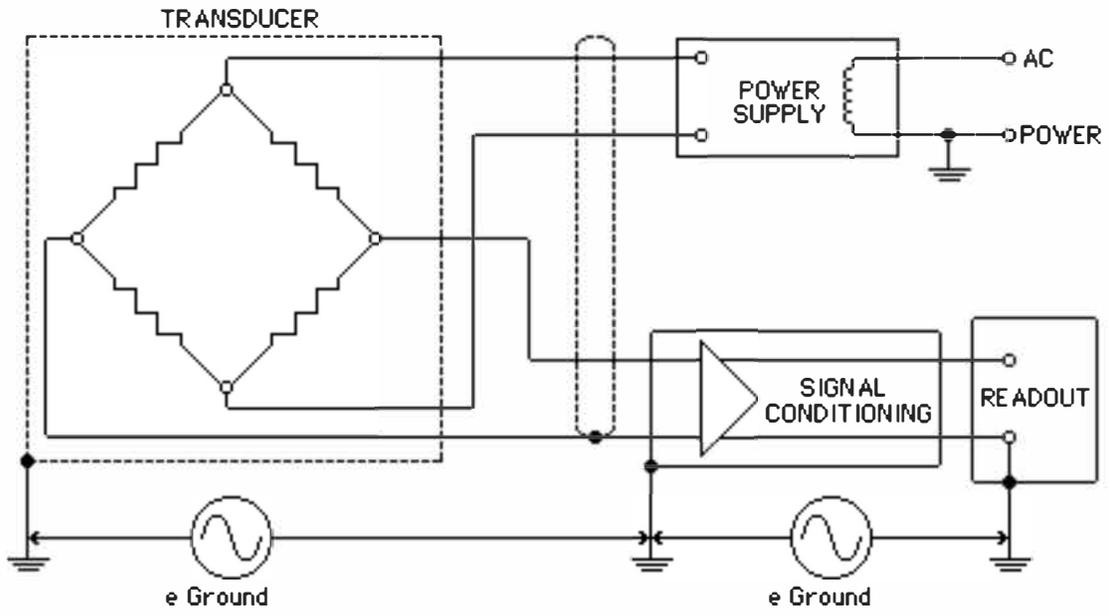 TRANSDUCER
AC
POWER
SUPPLY
POWER
SIGNAL
CONDITIONING
READOUT
e Ground
e Ground